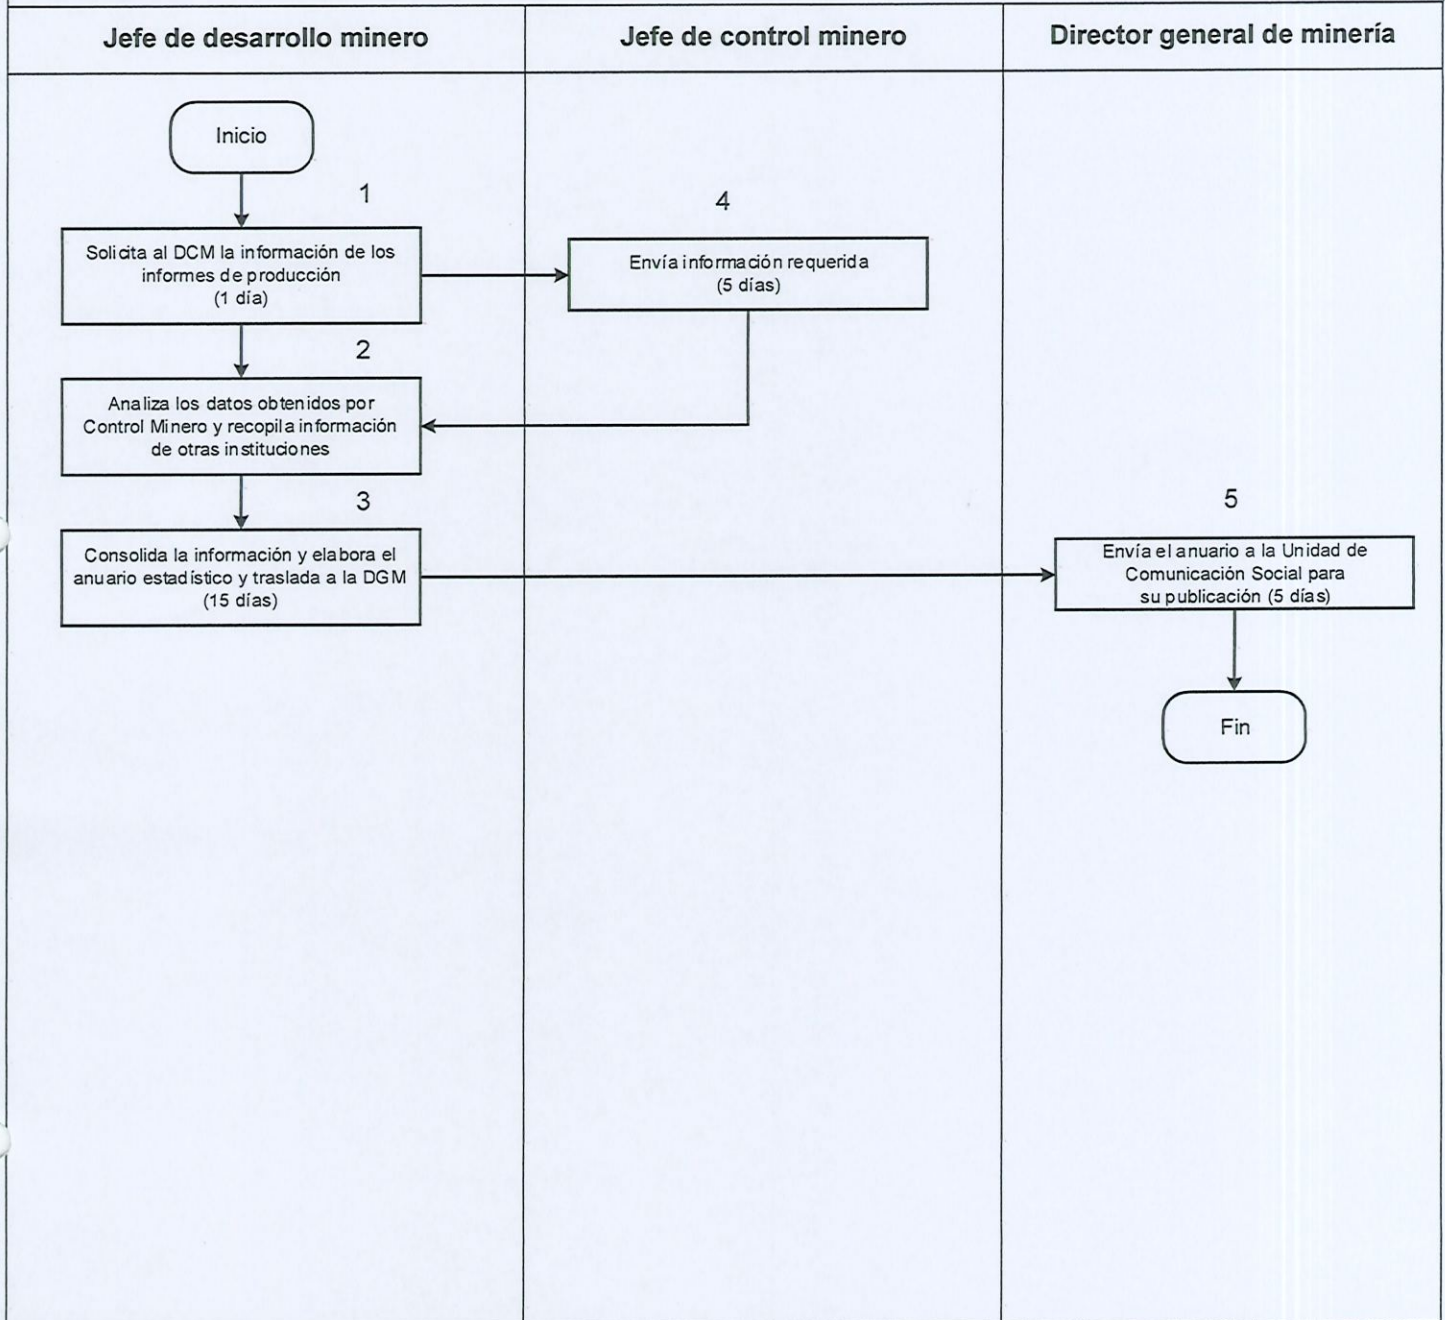 Jefe de desarrollo minero
Jefe de control minero
Director general de minería
Inicio
1
Solicita al DCM la información de los
informes de producción
(1 día)
4
Envía información requerida
(5 días)
2
Analiza los datos obtenidos por
Control Minero y recopila información
de otras instituciones
3
Consolida la información y elabora el
anuario estadístico y traslada a la DGM
(15 días)
5
Envía el anuario a la Unidad de
Comunicación Social para
su publicación (5 días)
Fin